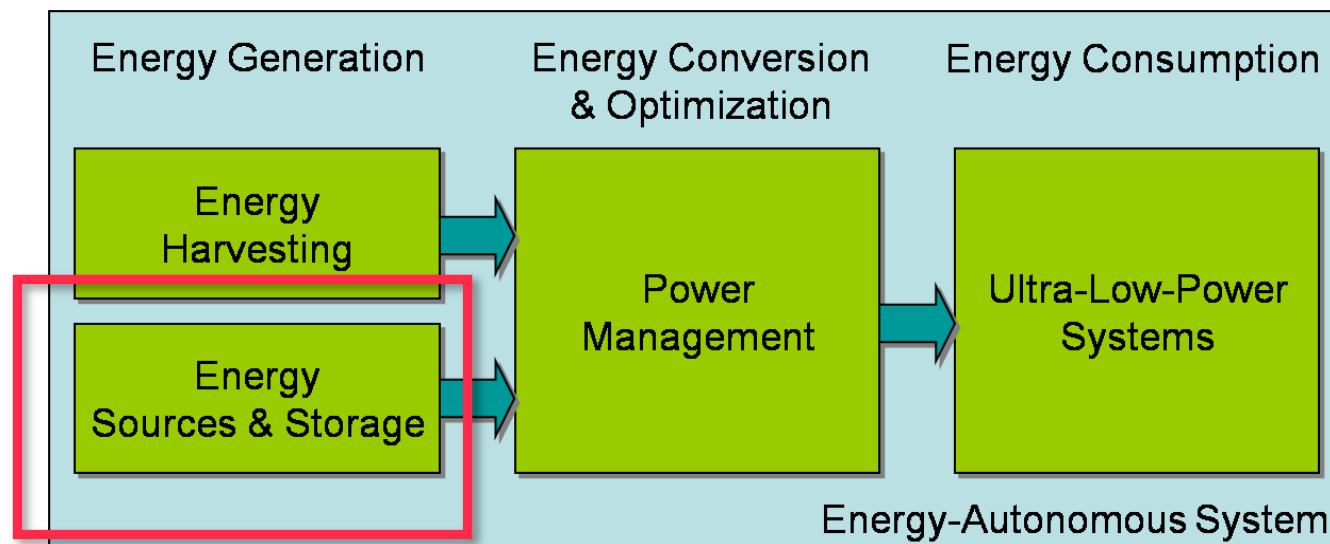 Energy Generation
Energy Conversion
& Optimization
Energy Consumption
Energy
Harvesting
Energy
Sources & Storage
Power
Management
Ultra-Low-Power
Systems
Energy-Autonomous System